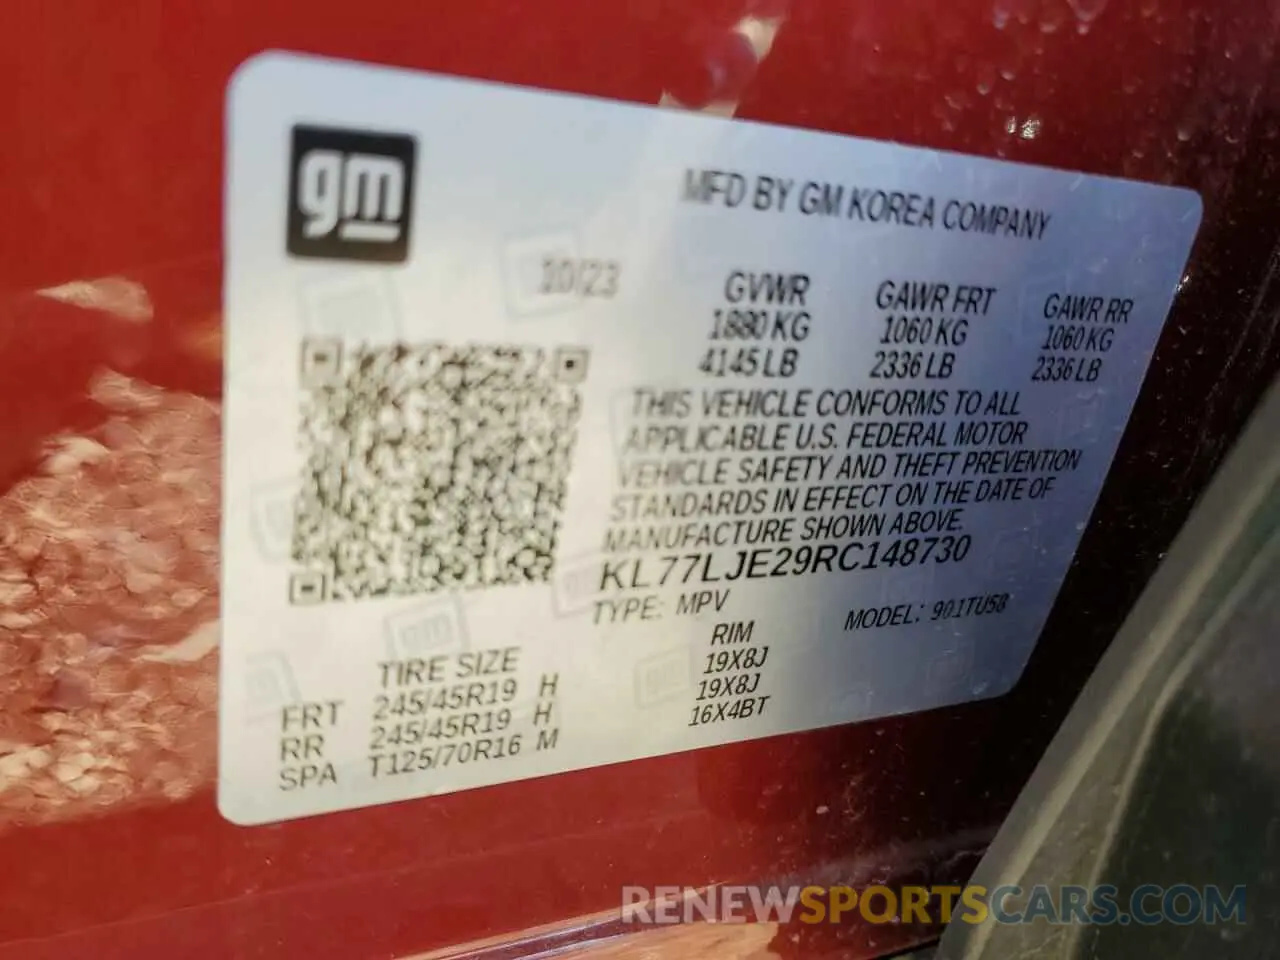 gm
MFD BY GM KOREA COMPANY
10/23
GVWR GAWR FRT GAWR RR
1880 KG 1060 KG 1060 KG
4145 LB 2336 LB 2336 LB
THIS VEHICLE CONFORMS TO ALL
APPLICABLE U.S. FEDERAL MOTOR
VEHICLE SAFETY AND THEFT PREVENTION
STANDARDS IN EFFECT ON THE DATE OF
MANUFACTURE SHOWN ABOVE.
KL77LJE29RC148730
TYPE: MPV MODEL: 901TU58
TIRE SIZE RIM
FRT 245/45R19 H 19X8J
RR 245/45R19 H 19X8J
SPA T125/70R16 M 16X4BT
gm
RENEWSPORTSCARS.COM